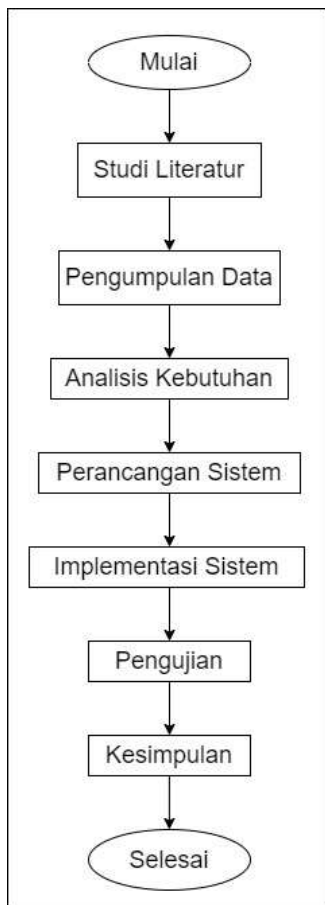 Mulai
Studi Literatur
Pengumpulan Data
Analisis Kebutuhan
Perancangan Sistem
Implementasi Sistem
Pengujian
Kesimpulan
Selesai